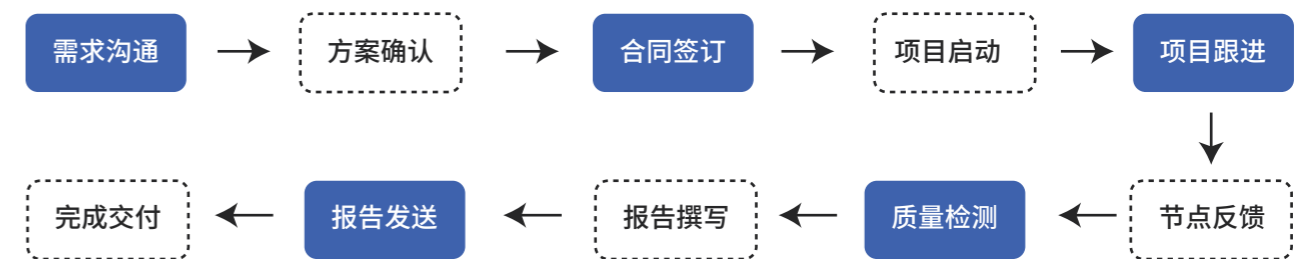 需求沟通
方案确认
合同签订
项目启动
项目跟进
节点反馈
质量检测
报告撰写
报告发送
完成交付